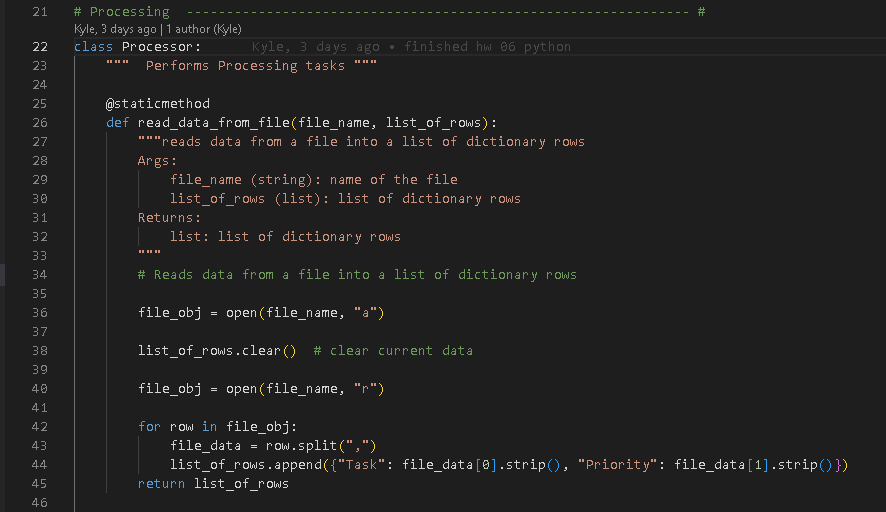 21 # Processing --------------------------------------------------------------- #
Kyle, 3 days ago | 1 author (Kyle)
22 class Processor: Kyle, 3 days ago • finished hw 06 python
23 """ Performs Processing tasks """
24
25 @staticmethod
26 def read_data_from_file(file_name, list_of_rows):
27 """reads data from a file into a list of dictionary rows
28 Args:
29 file_name (string): name of the file
30 list_of_rows (list): list of dictionary rows
31 Returns:
32 list: list of dictionary rows
33 """
34 # Reads data from a file into a list of dictionary rows
35
36 file_obj = open(file_name, "a")
37
38 list_of_rows.clear() # clear current data
39
40 file_obj = open(file_name, "r")
41
42 for row in file_obj:
43 file_data = row.split(",")
44 list_of_rows.append({"Task": file_data[0].strip(), "Priority": file_data[1].strip()})
45 return list_of_rows
46